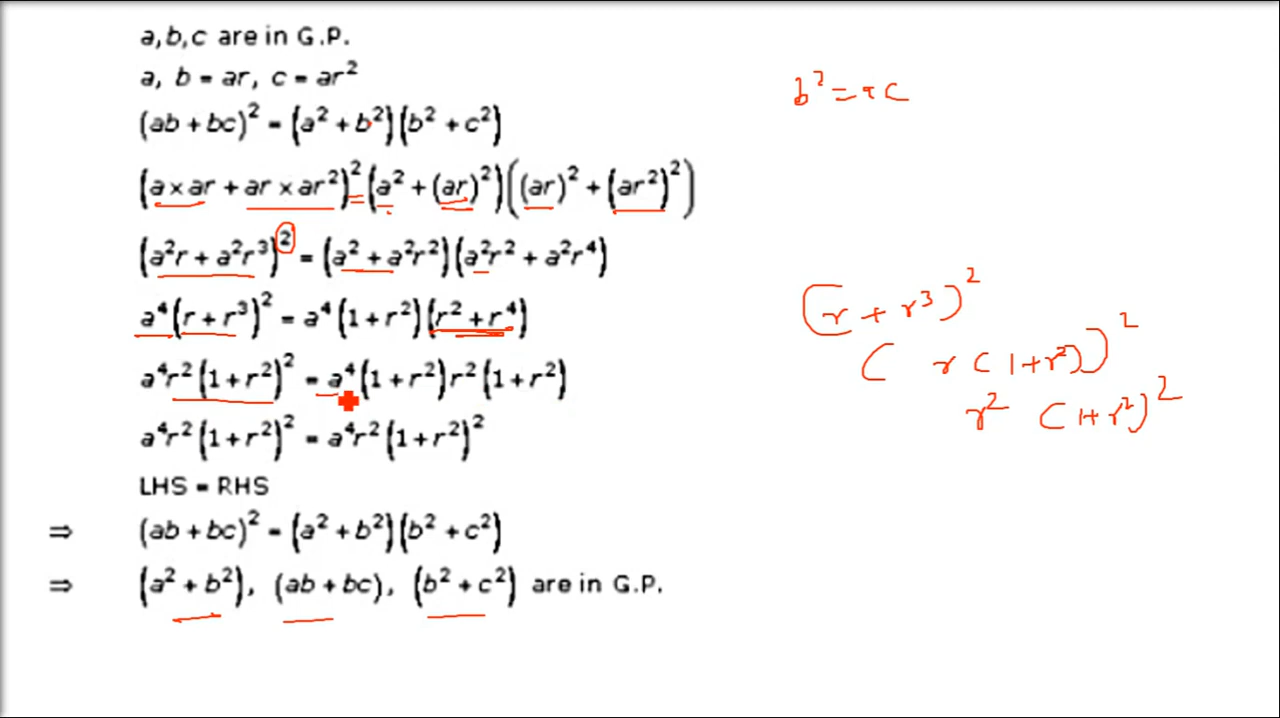 a,b,c are in G.P.
a, b = ar, c = ar²
(ab + bc)² = (a² + b²)(b² + c²)
(a × ar + ar × ar²)² = (a² + (ar)²)((ar)² + (ar²)²)
(a²r + a²r³)² = (a² + a²r²)(a²r² + a²r⁴)
a⁴(r + r³)² = a⁴(1 + r²)(r² + r⁴)
a⁴r²(1 + r²)² = a⁴(1 + r²)r²(1 + r²)
a⁴r²(1 + r²)² = a⁴r²(1 + r²)²
LHS = RHS
⇒ (ab + bc)² = (a² + b²)(b² + c²)
⇒ (a² + b²), (ab + bc), (b² + c²) are in G.P.
b² = ac
(r + r³)²
( r (1+r²))²
r² (1+r²)²